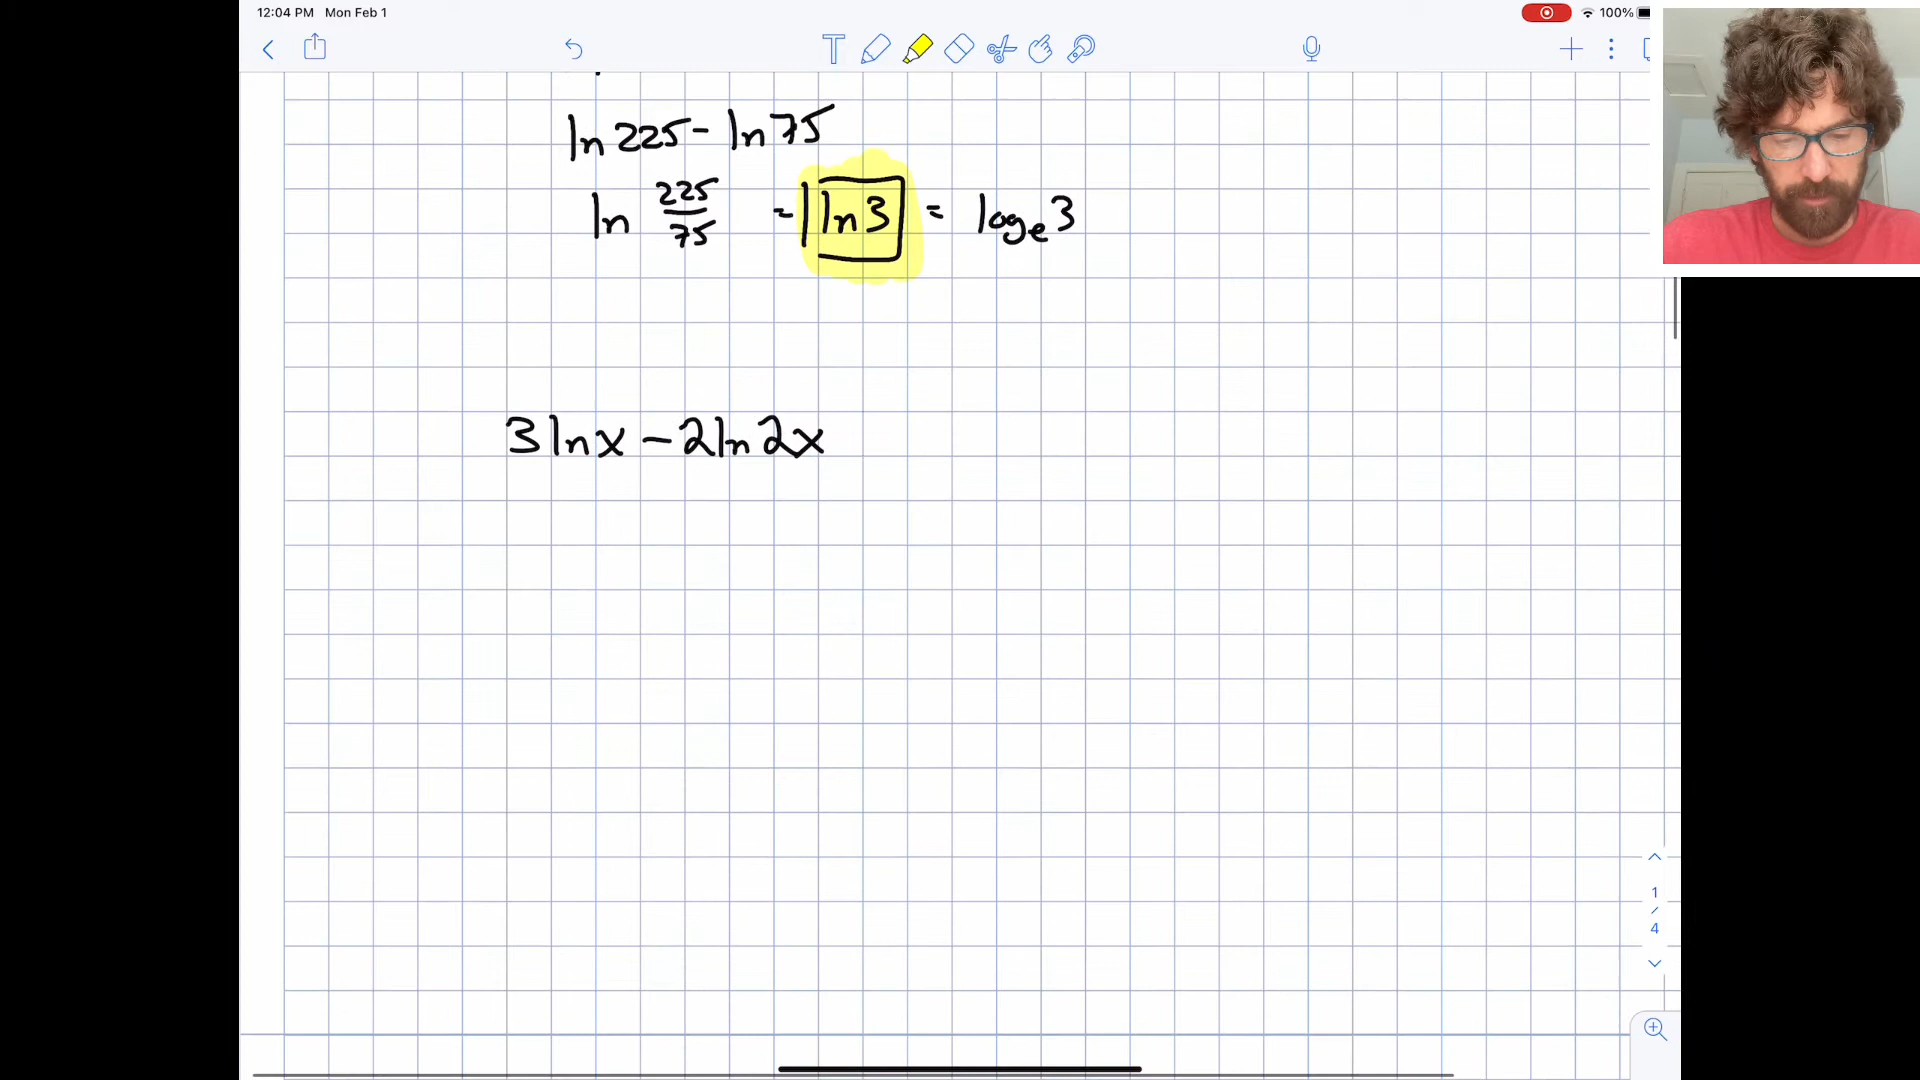 12:04 PM Mon Feb 1
100%
ln 225 - ln 75
ln 225/75 = ln 3 = logₑ 3
3 ln x - 2 ln 2x
1
/
4